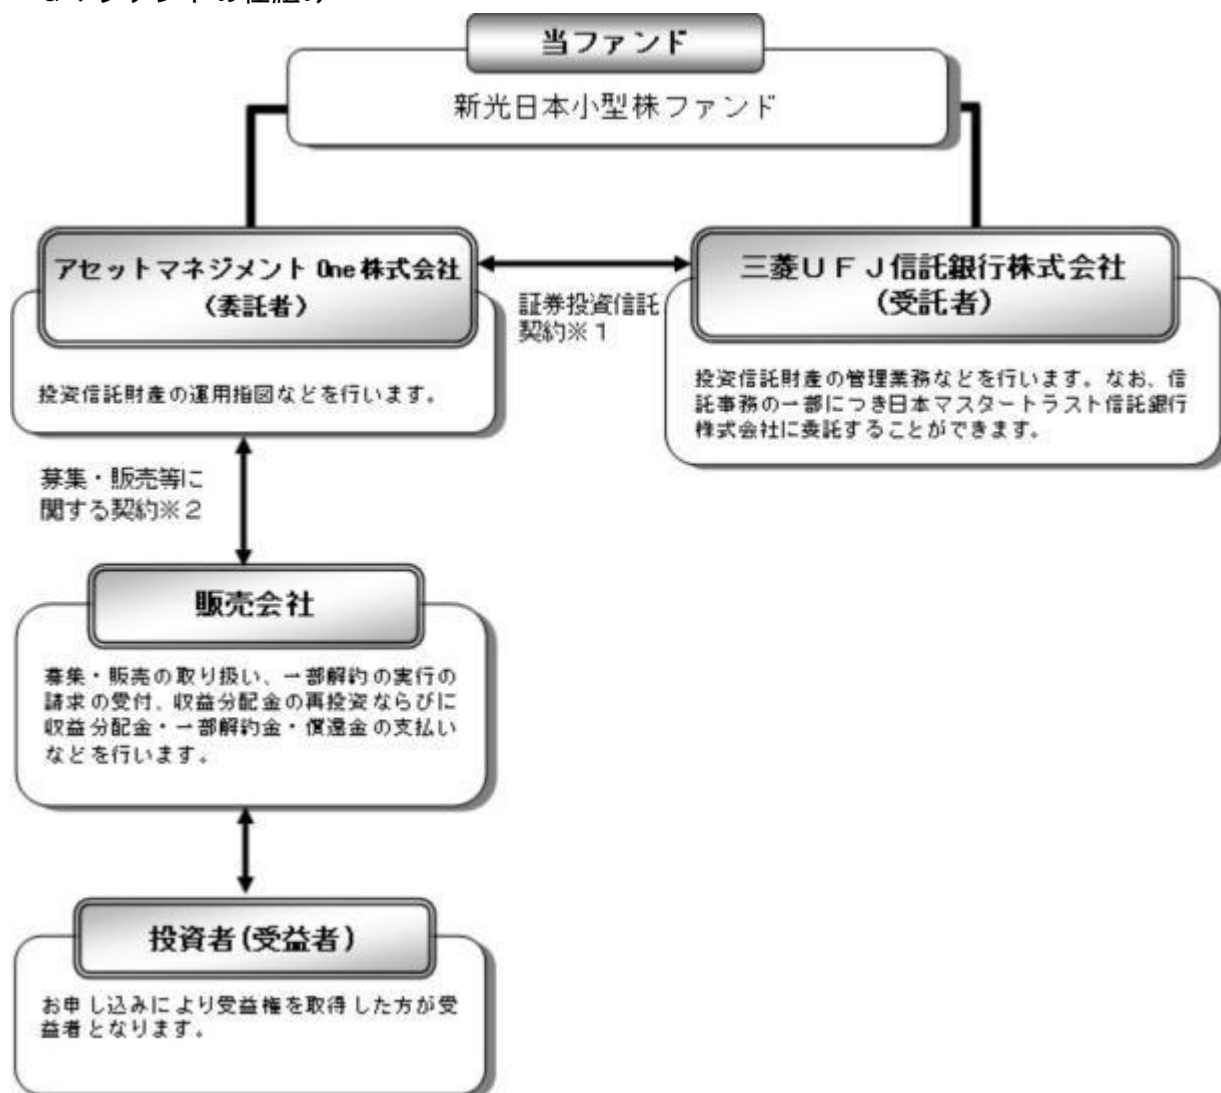 当ファンド
新光日本小型株ファンド
アセットマネジメント One 株式会社
（委託者）
証券投資信託
契約※１
三菱ＵＦＪ信託銀行株式会社
（受託者）
投資信託財産の運用指図などを行います。
投資信託財産の管理業務などを行います。なお、信
託事務の一部につき日本マスタートラスト信託銀行
株式会社に委託することができます。
募集・販売等に
関する契約※２
販売会社
募集・販売の取り扱い、一部解約の実行の
請求の受付、収益分配金の再投資ならびに
収益分配金・一部解約金・償還金の支払い
などを行います。
投資者(受益者)
お申し込みにより受益権を取得した方が受
益者となります。